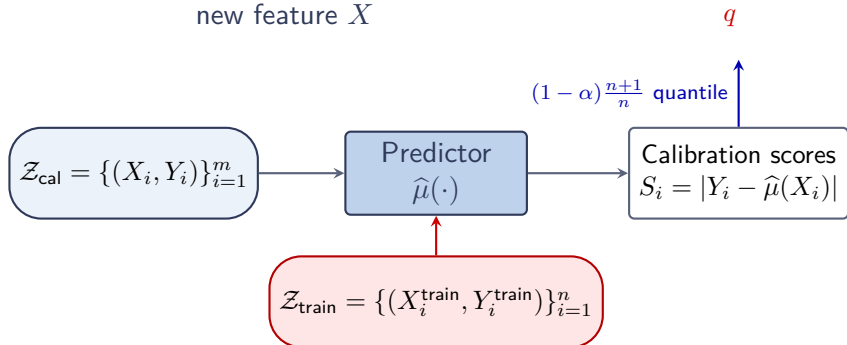 new feature X
q
(1 − α) n+1/n quantile
𝒵_cal = {(X_i, Y_i)}_{i=1}^m
Predictor
μ̂(·)
Calibration scores
S_i = |Y_i − μ̂(X_i)|
𝒵_train = {(X_i^train, Y_i^train)}_{i=1}^n